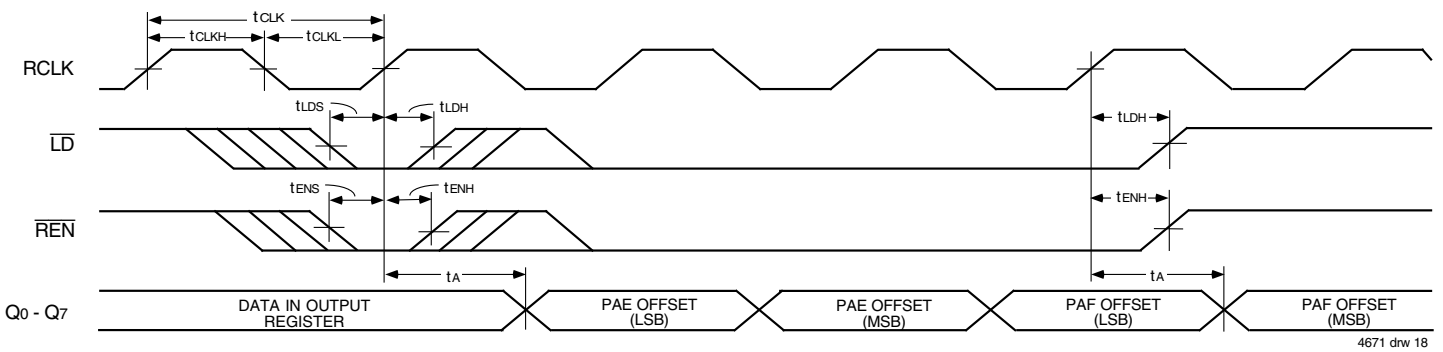 tCLK
tCLKH
tCLKL
RCLK
tLDS
tLDH
tLDH
LD
tENS
tENH
tENH
REN
tA
tA
Q0 - Q7
DATA IN OUTPUT
REGISTER
PAE OFFSET
(LSB)
PAE OFFSET
(MSB)
PAF OFFSET
(LSB)
PAF OFFSET
(MSB)
4671 drw 18